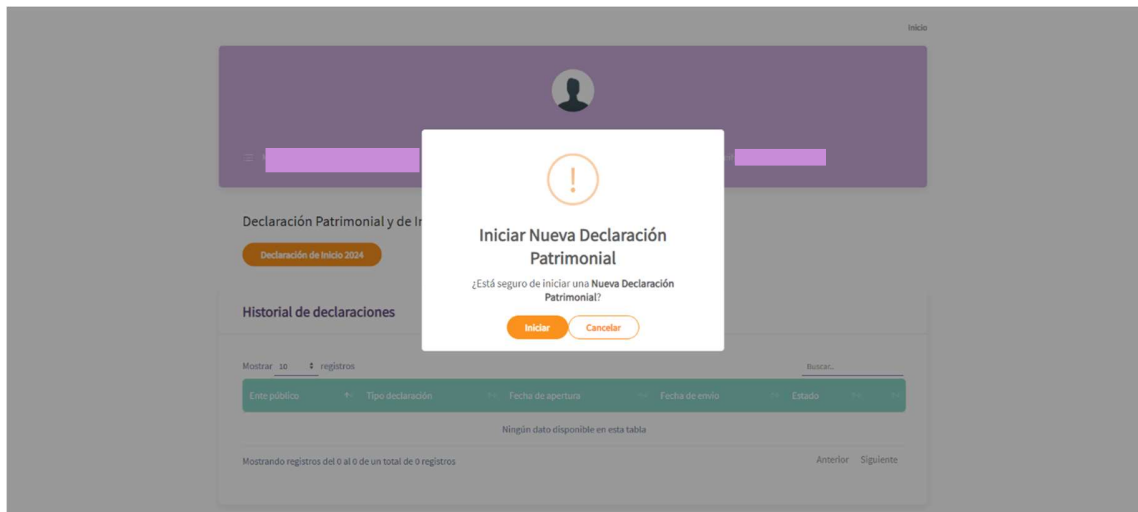 Inicio
Iniciar Nueva Declaración
Patrimonial
¿Está seguro de iniciar una Nueva Declaración
Patrimonial?
Iniciar Cancelar
Declaración Patrimonial y de
Declaración de Inicio 2024
Historial de declaraciones
Mostrar 10 registros Buscar...
Ente público Tipo declaración Fecha de apertura Fecha de envio Estado
Ningún dato disponible en esta tabla
Mostrando registros del 0 al 0 de un total de 0 registros Anterior Siguiente